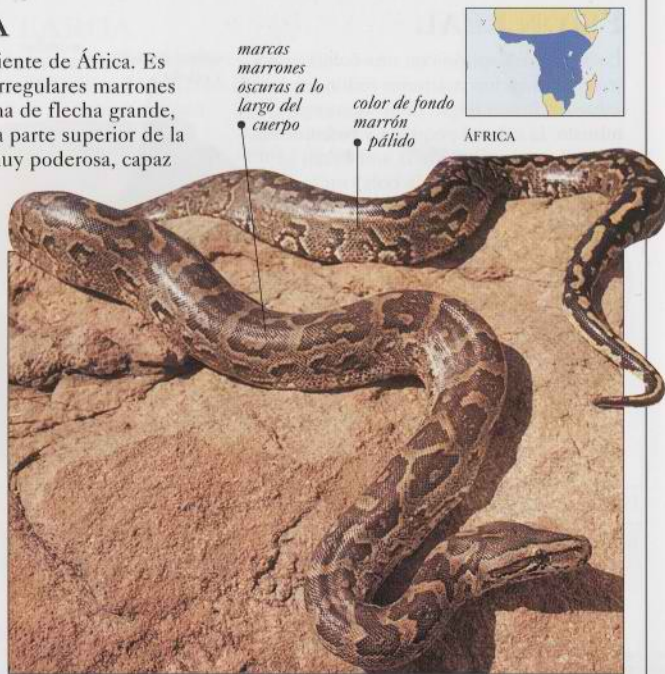 A
iente de África. Es
rregulares marrones
na de flecha grande,
a parte superior de la
uy poderosa, capaz
marcas
marrones
oscuras a lo
largo del
cuerpo
color de fondo
marrón
pálido
ÁFRICA